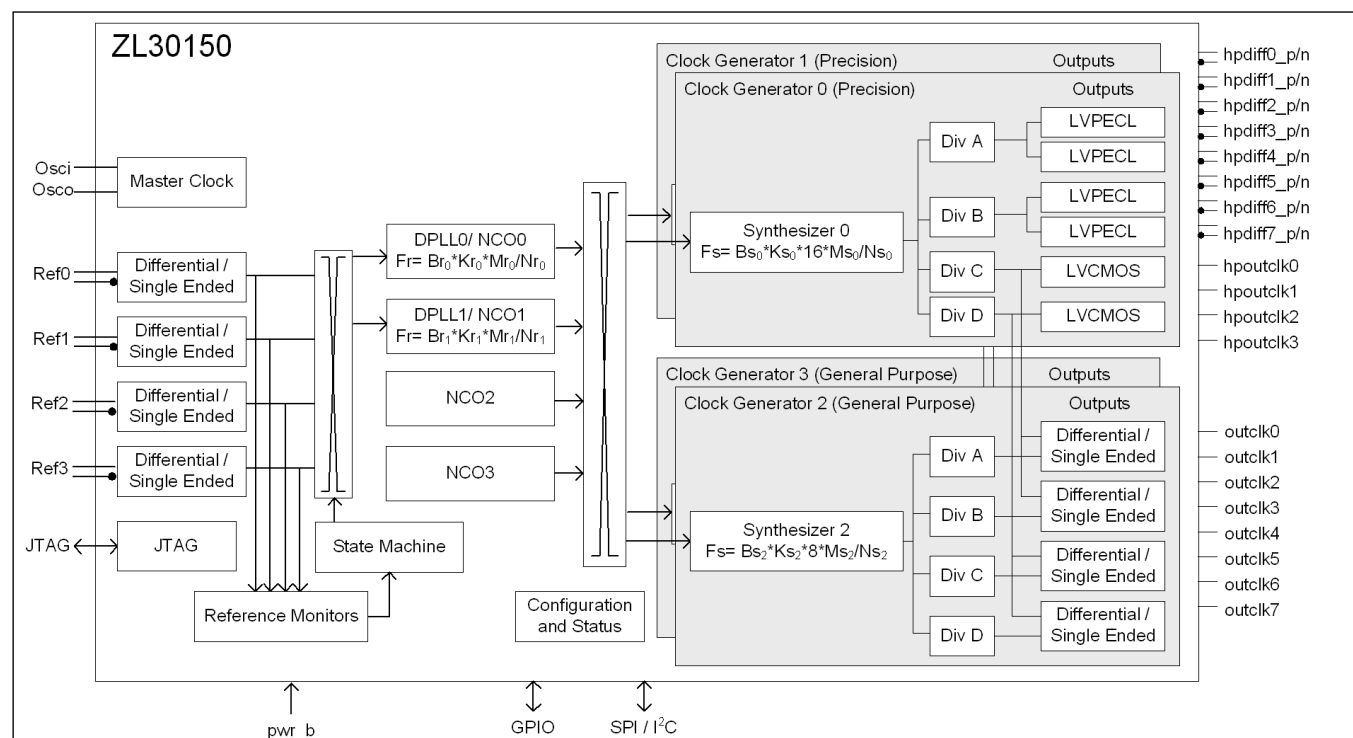 ZL30150
Osci
Osco
Master Clock
Ref0
Differential /
Single Ended
Ref1
Differential /
Single Ended
Ref2
Differential /
Single Ended
Ref3
Differential /
Single Ended
JTAG
JTAG
State Machine
Reference Monitors
DPLL0/ NCO0
Fr= Br₀*Kr₀*Mr₀/Nr₀
DPLL1/ NCO1
Fr= Br₁*Kr₁*Mr₁/Nr₁
NCO2
NCO3
Configuration
and Status
Clock Generator 1 (Precision) Outputs
Clock Generator 0 (Precision) Outputs
Synthesizer 0
Fs= Bs₀*Ks₀*16*Ms₀/Ns₀
Div A
Div B
Div C
Div D
LVPECL
LVPECL
LVPECL
LVPECL
LVCMOS
LVCMOS
Clock Generator 3 (General Purpose) Outputs
Clock Generator 2 (General Purpose) Outputs
Synthesizer 2
Fs= Bs₂*Ks₂*8*Ms₂/Ns₂
Div A
Div B
Div C
Div D
Differential /
Single Ended
Differential /
Single Ended
Differential /
Single Ended
Differential /
Single Ended
hpdiff0_p/n
hpdiff1_p/n
hpdiff2_p/n
hpdiff3_p/n
hpdiff4_p/n
hpdiff5_p/n
hpdiff6_p/n
hpdiff7_p/n
hpoutclk0
hpoutclk1
hpoutclk2
hpoutclk3
outclk0
outclk1
outclk2
outclk3
outclk4
outclk5
outclk6
outclk7
pwr_b
GPIO
SPI / I²C